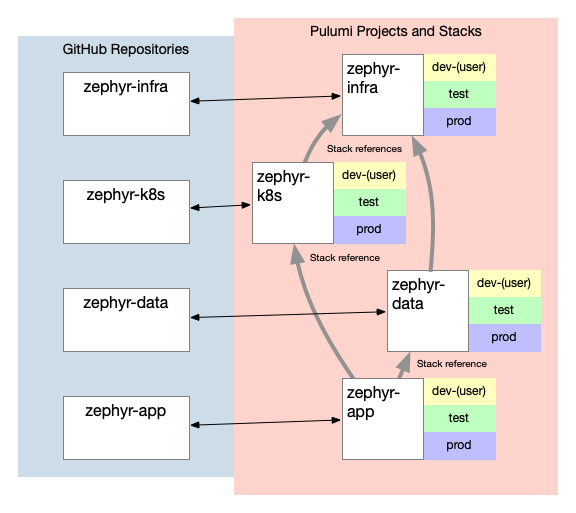 Pulumi Projects and Stacks
GitHub Repositories
zephyr-infra
zephyr-
infra
dev-(user)
test
prod
Stack references
zephyr-k8s
zephyr-
k8s
dev-(user)
test
prod
Stack reference
zephyr-data
zephyr-
data
dev-(user)
test
prod
Stack reference
zephyr-app
zephyr-
app
dev-(user)
test
prod